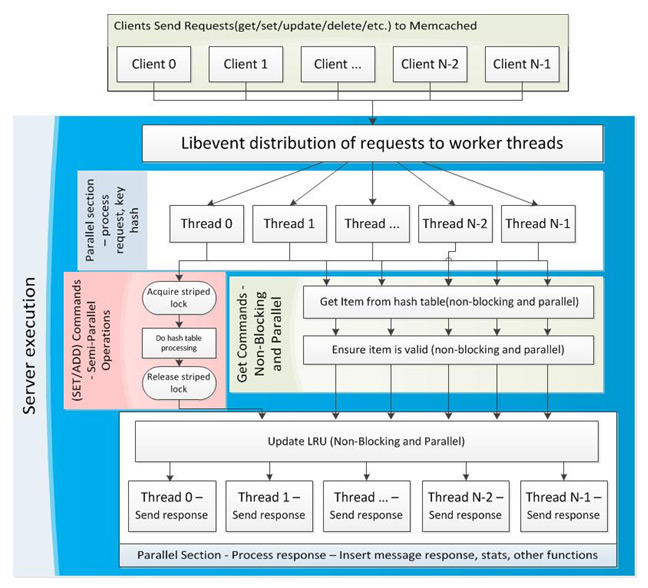 Clients Send Requests(get/set/update/delete/etc.) to Memcached
Client 0
Client 1
Client ...
Client N-2
Client N-1
Server execution
Libevent distribution of requests to worker threads
Parallel section
– process
request, key
hash
Thread 0
Thread 1
Thread ...
Thread N-2
Thread N-1
(SET/ADD) Commands
- Semi-Parallel
Operations
Acquire striped
lock
Do hash table
processing
Release striped
lock
Get Commands -
Non-Blocking
and Parallel
Get Item from hash table(non-blocking and parallel)
Ensure item is valid (non-blocking and parallel)
Update LRU (Non-Blocking and Parallel)
Thread 0 –
Send response
Thread 1 –
Send response
Thread ... –
Send response
Thread N-2 –
Send response
Thread N-1 –
Send response
Parallel Section - Process response – Insert message response, stats, other functions